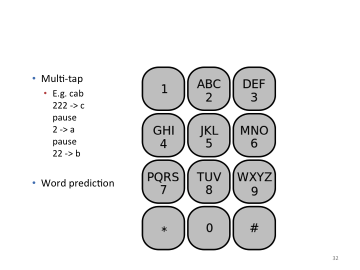 Multi-tap
E.g. cab
222 -> c
pause
2 -> a
pause
22 -> b
Word prediction
1
ABC
2
DEF
3
GHI
4
JKL
5
MNO
6
PQRS
7
TUV
8
WXYZ
9
*
0
#
32